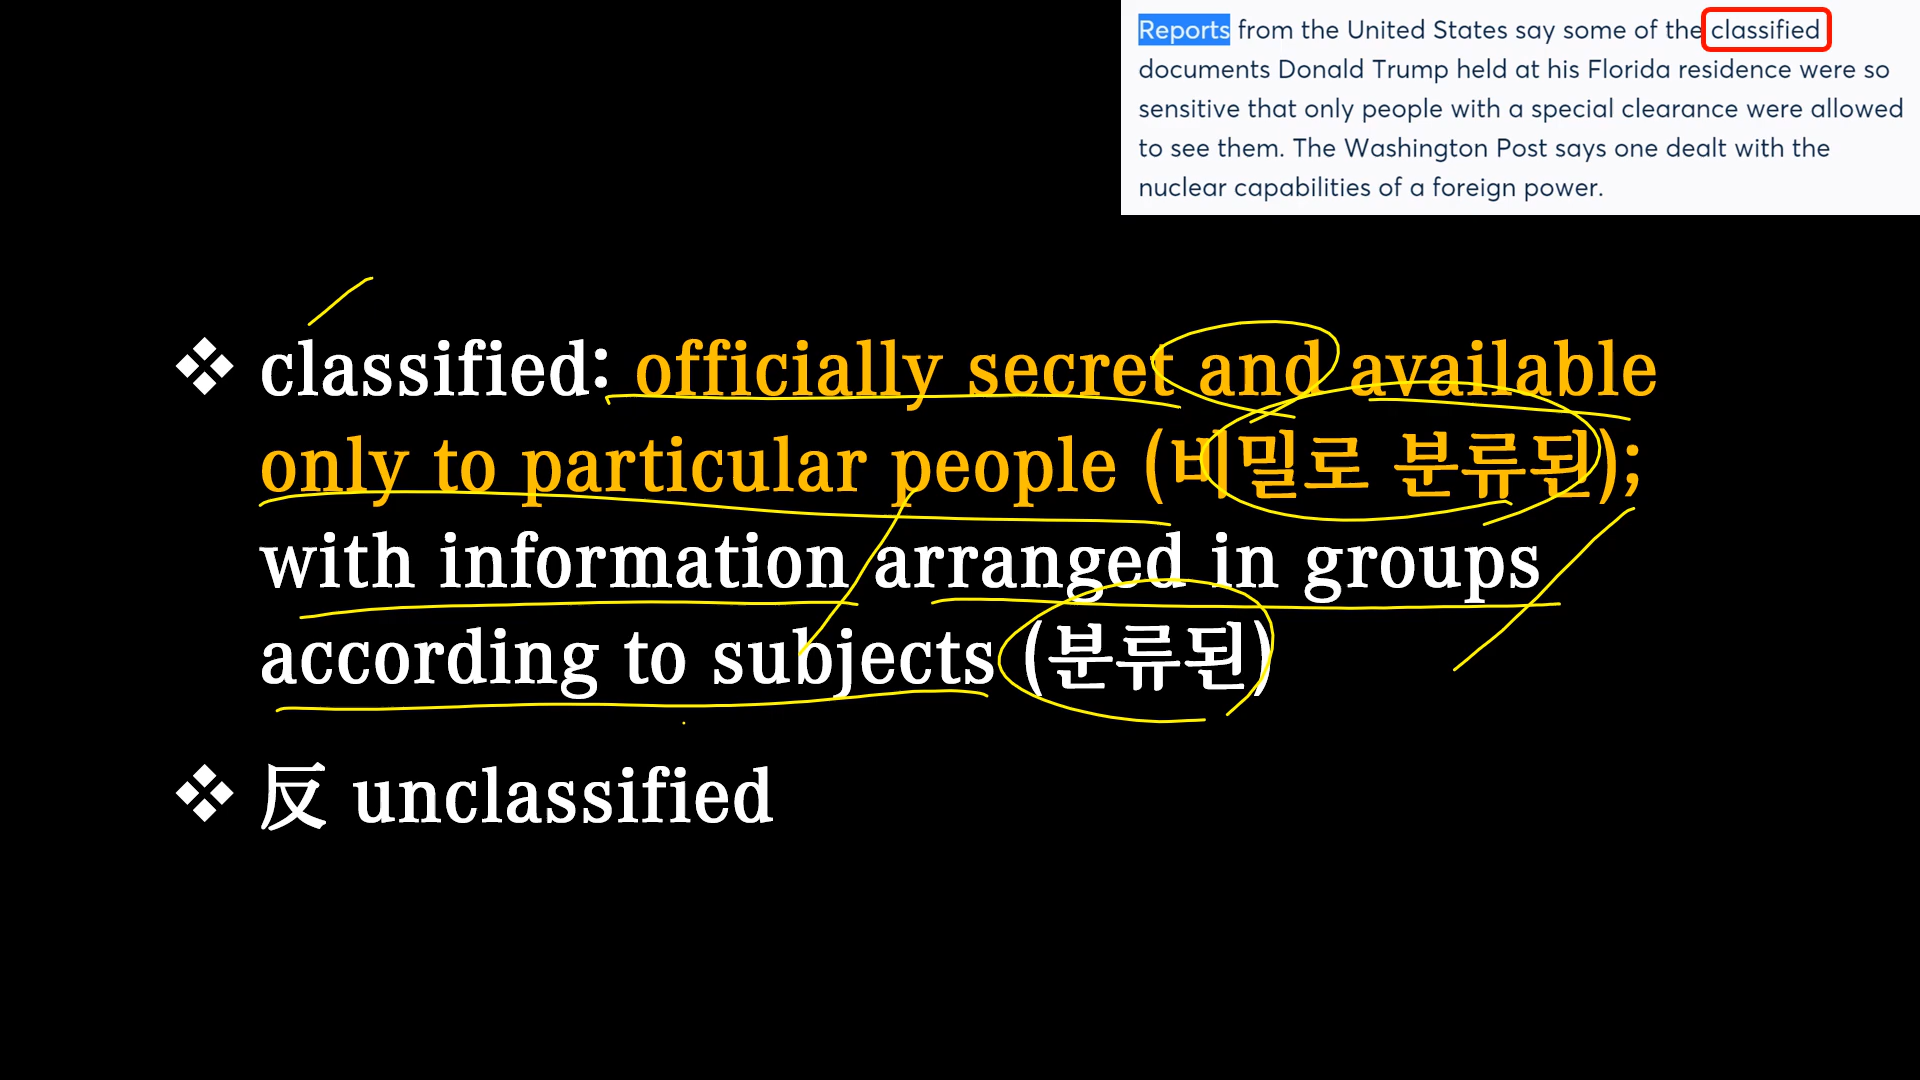 Reports from the United States say some of the classified
documents Donald Trump held at his Florida residence were so
sensitive that only people with a special clearance were allowed
to see them. The Washington Post says one dealt with the
nuclear capabilities of a foreign power.
❖ classified: officially secret and available
only to particular people (비밀로 분류된);
with information arranged in groups
according to subjects (분류된)
❖ 反 unclassified